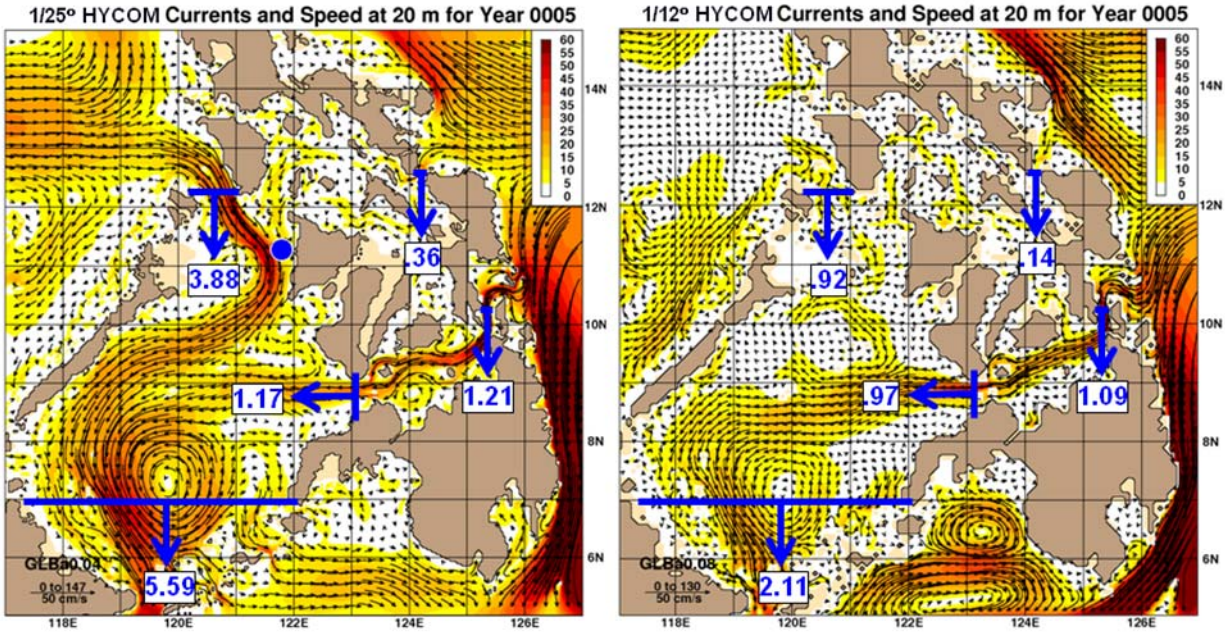 1/25º HYCOM Currents and Speed at 20 m for Year 0005
60
55
50
45
40
35
30
25
20
15
10
5
0
14N
12N
10N
8N
6N
3.88
.36
1.17
1.21
5.59
GLBa0.04
0 to 147
50 cm/s
118E 120E 122E 124E 126E
1/12º HYCOM Currents and Speed at 20 m for Year 0005
60
55
50
45
40
35
30
25
20
15
10
5
0
14N
12N
10N
8N
6N
.92
.14
.97
1.09
2.11
GLBa0.08
0 to 130
50 cm/s
118E 120E 122E 124E 126E